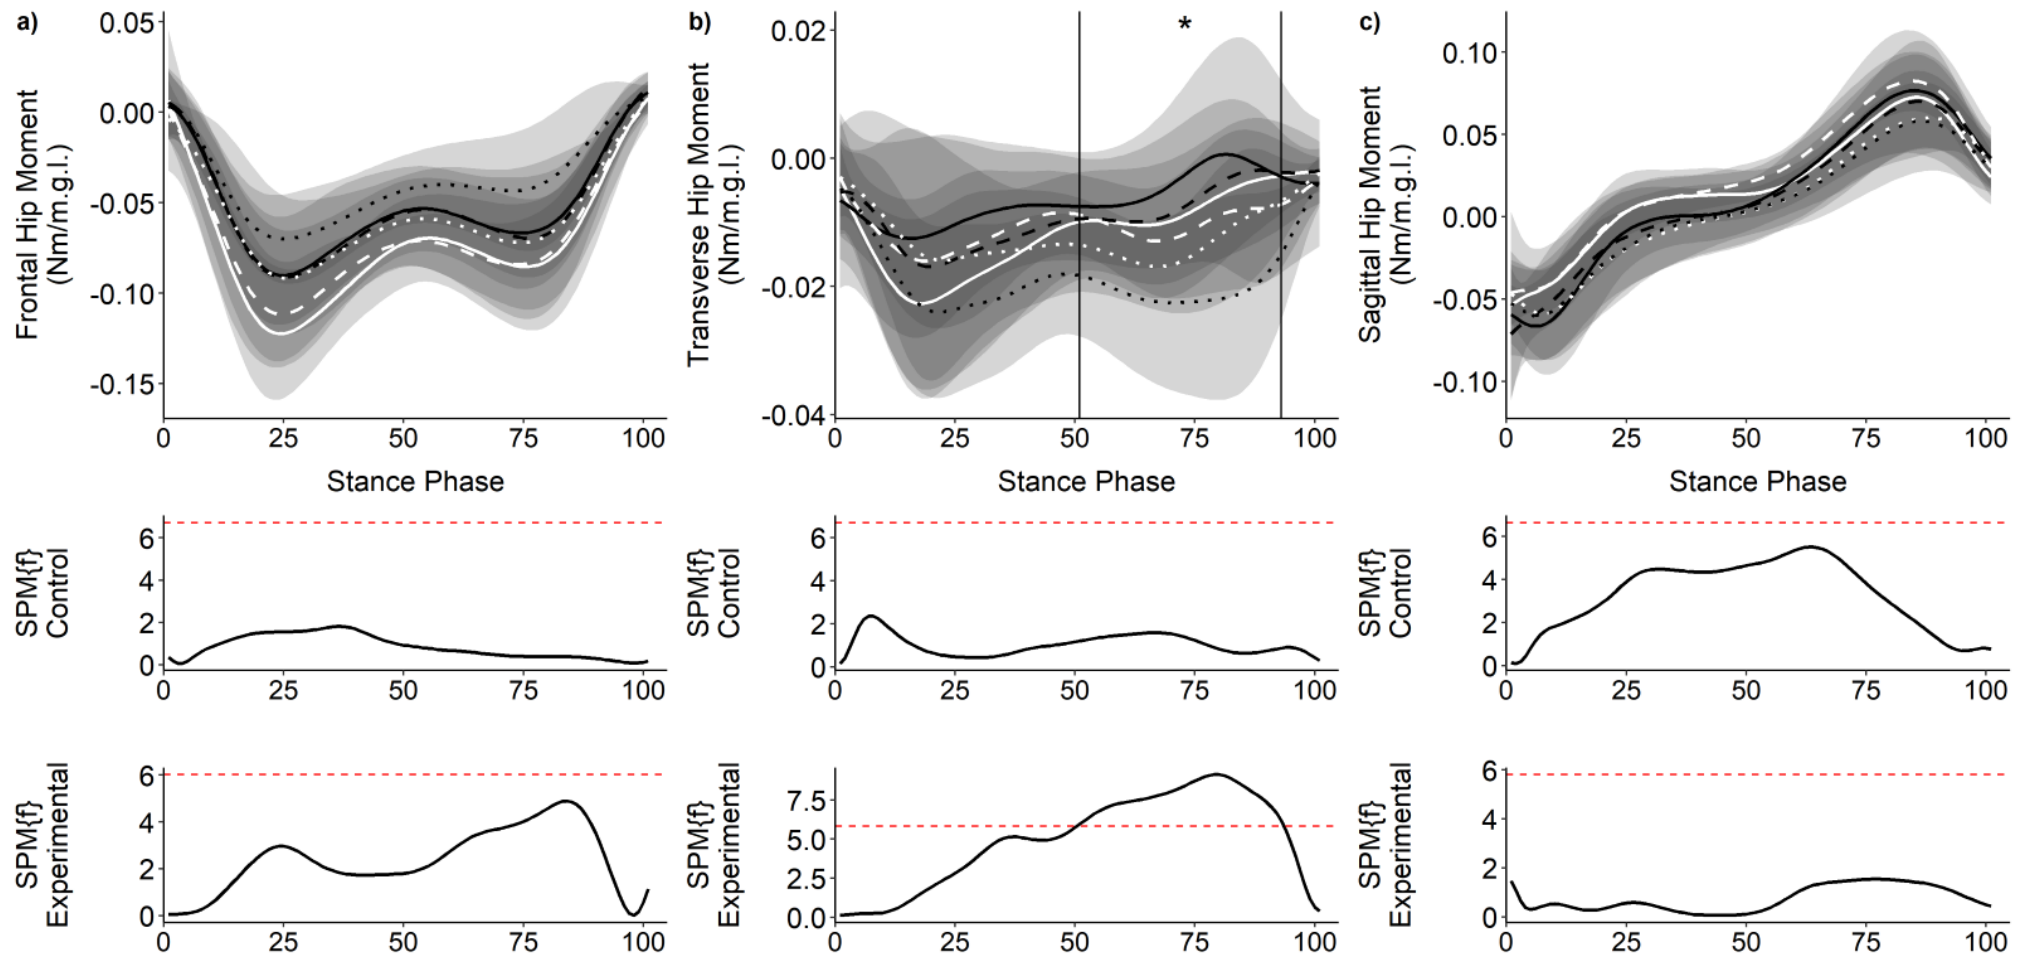 a)
Frontal Hip Moment
(Nm/m.g.l.)
0.05
0.00
-0.05
-0.10
-0.15
0 25 50 75 100
Stance Phase
b)
*
Transverse Hip Moment
(Nm/m.g.l.)
0.02
0.00
-0.02
-0.04
0 25 50 75 100
Stance Phase
c)
Sagittal Hip Moment
(Nm/m.g.l.)
0.10
0.05
0.00
-0.05
-0.10
0 25 50 75 100
Stance Phase
SPM{f}
Control
6
4
2
0
0 25 50 75 100
SPM{f}
Control
6
4
2
0
0 25 50 75 100
SPM{f}
Control
6
4
2
0
0 25 50 75 100
SPM{f}
Experimental
6
4
2
0
0 25 50 75 100
SPM{f}
Experimental
7.5
5.0
2.5
0.0
0 25 50 75 100
SPM{f}
Experimental
6
4
2
0
0 25 50 75 100